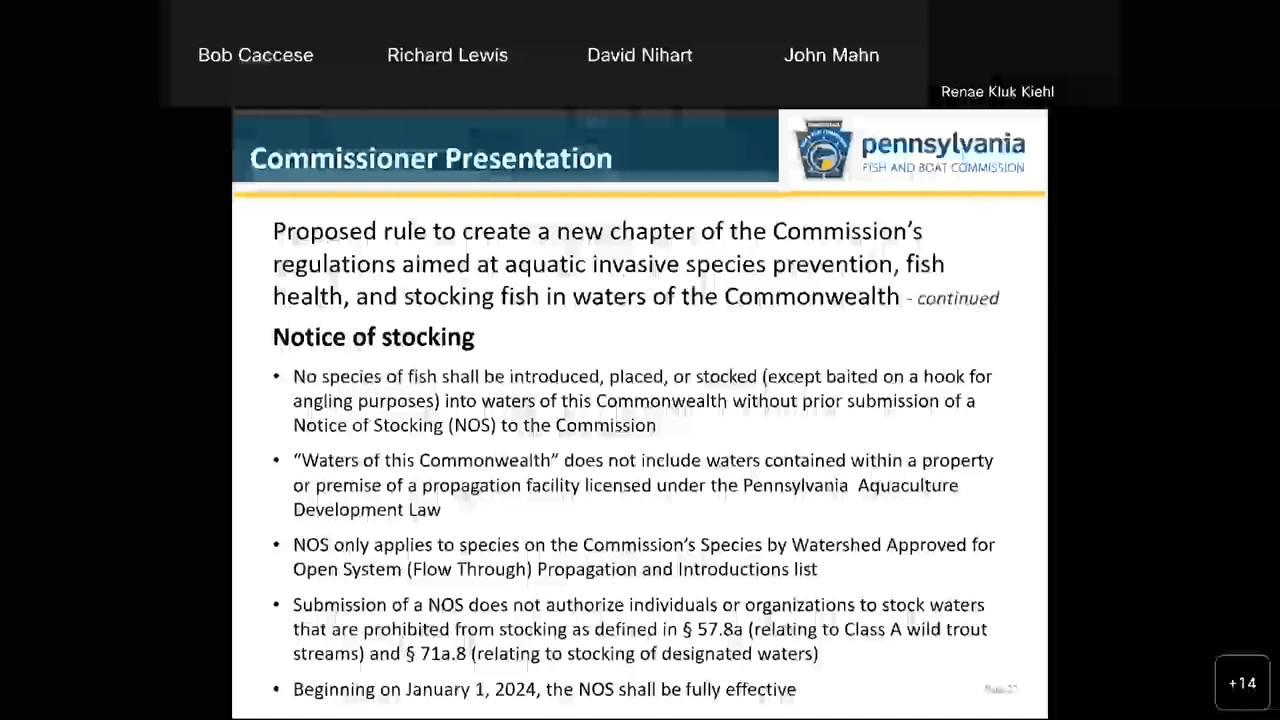 Bob Caccese Richard Lewis David Nihart John Mahn
Renae Kluk Kiehl
Commissioner Presentation
pennsylvania
FISH AND BOAT COMMISSION
Proposed rule to create a new chapter of the Commission’s
regulations aimed at aquatic invasive species prevention, fish
health, and stocking fish in waters of the Commonwealth - continued
Notice of stocking
• No species of fish shall be introduced, placed, or stocked (except baited on a hook for
angling purposes) into waters of this Commonwealth without prior submission of a
Notice of Stocking (NOS) to the Commission
• “Waters of this Commonwealth” does not include waters contained within a property
or premise of a propagation facility licensed under the Pennsylvania Aquaculture
Development Law
• NOS only applies to species on the Commission’s Species by Watershed Approved for
Open System (Flow Through) Propagation and Introductions list
• Submission of a NOS does not authorize individuals or organizations to stock waters
that are prohibited from stocking as defined in § 57.8a (relating to Class A wild trout
streams) and § 71a.8 (relating to stocking of designated waters)
• Beginning on January 1, 2024, the NOS shall be fully effective
+14